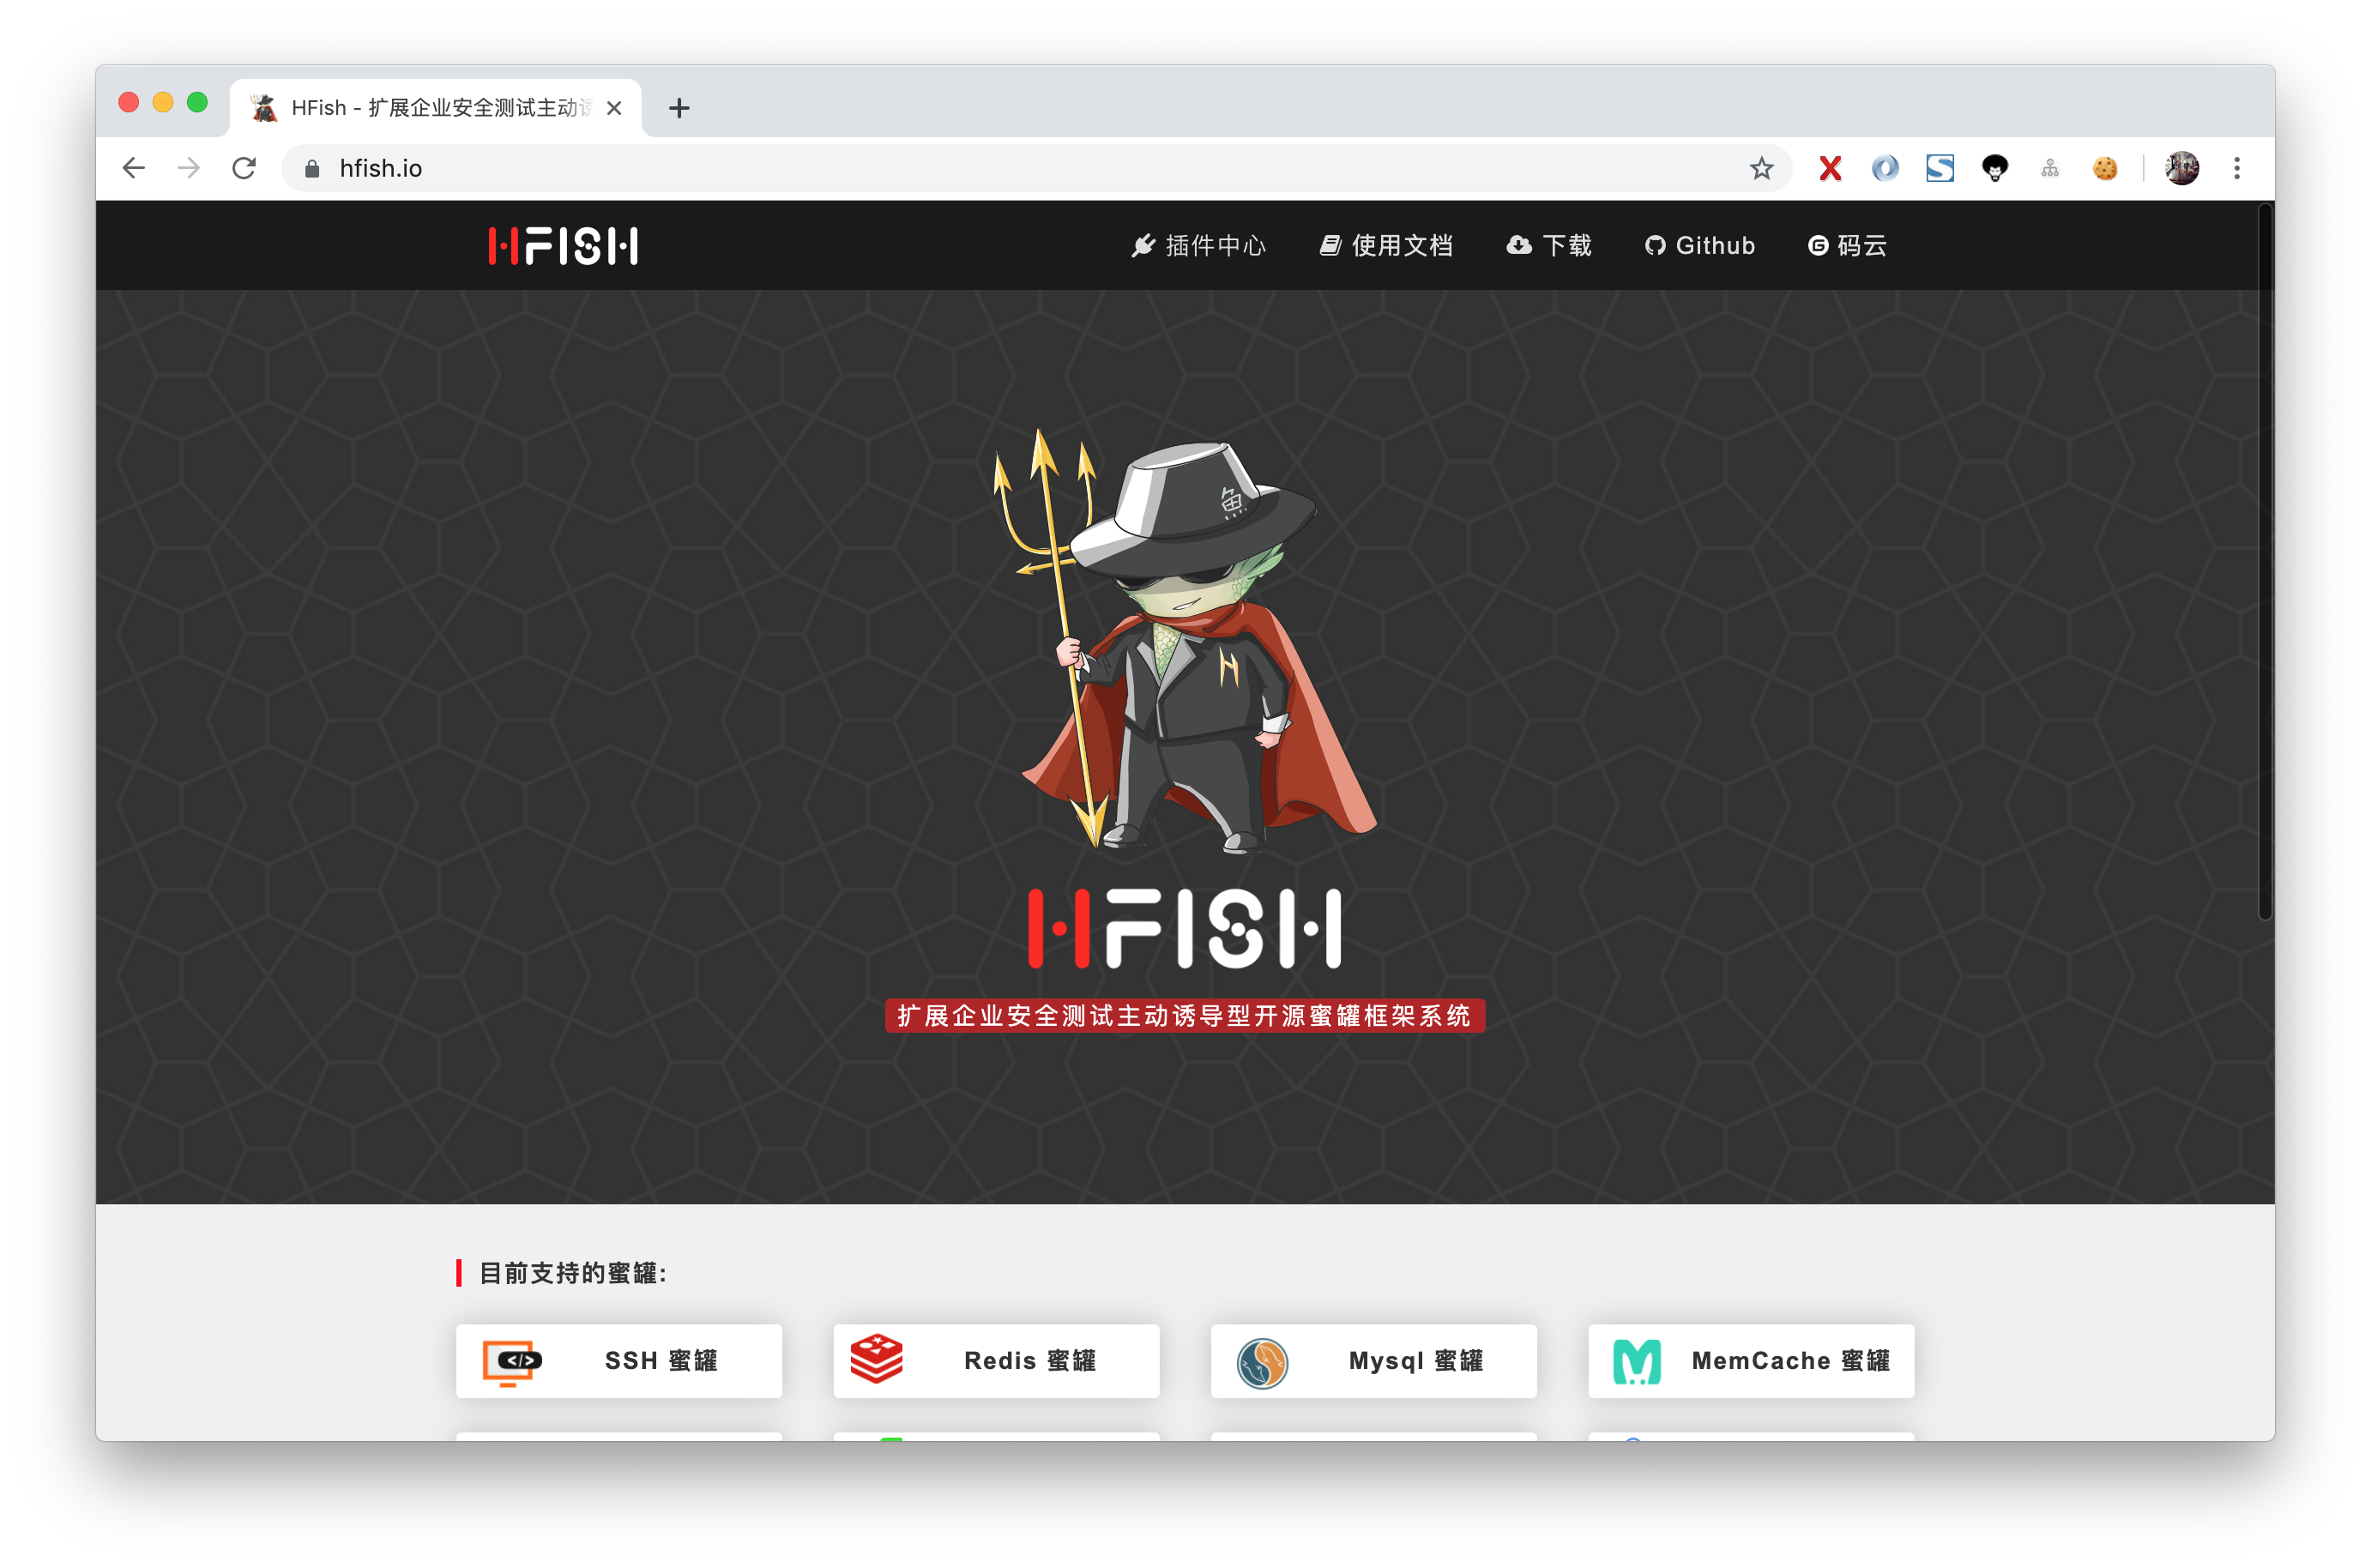 HFish - 扩展企业安全测试主动
hfish.io
HFISH
插件中心 使用文档 下载 Github 码云
魚
H
HFISH
扩展企业安全测试主动诱导型开源蜜罐框架系统
目前支持的蜜罐:
SSH 蜜罐 Redis 蜜罐 Mysql 蜜罐 MemCache 蜜罐